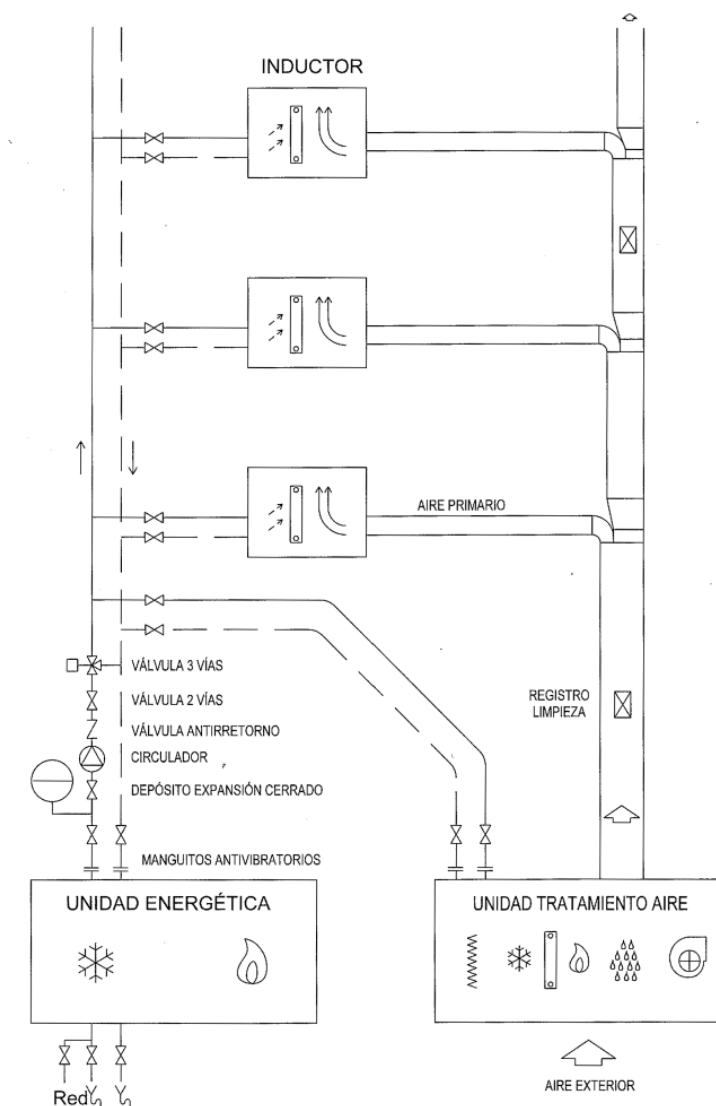 INDUCTOR
AIRE PRIMARIO
REGISTRO
LIMPIEZA
VÁLVULA 3 VÍAS
VÁLVULA 2 VÍAS
VÁLVULA ANTIRRETORNO
CIRCULADOR
DEPÓSITO EXPANSIÓN CERRADO
MANGUITOS ANTIVIBRATORIOS
UNIDAD ENERGÉTICA
UNIDAD TRATAMIENTO AIRE
Red
AIRE EXTERIOR